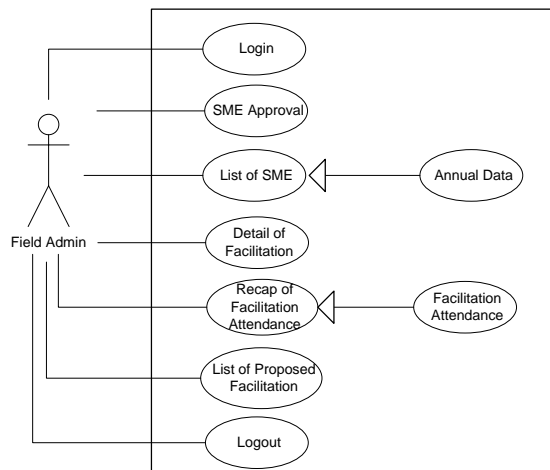 Login
SME Approval
List of SME
Annual Data
Field Admin
Detail of
Facilitation
Recap of
Facilitation
Attendance
Facilitation
Attendance
List of Proposed
Facilitation
Logout